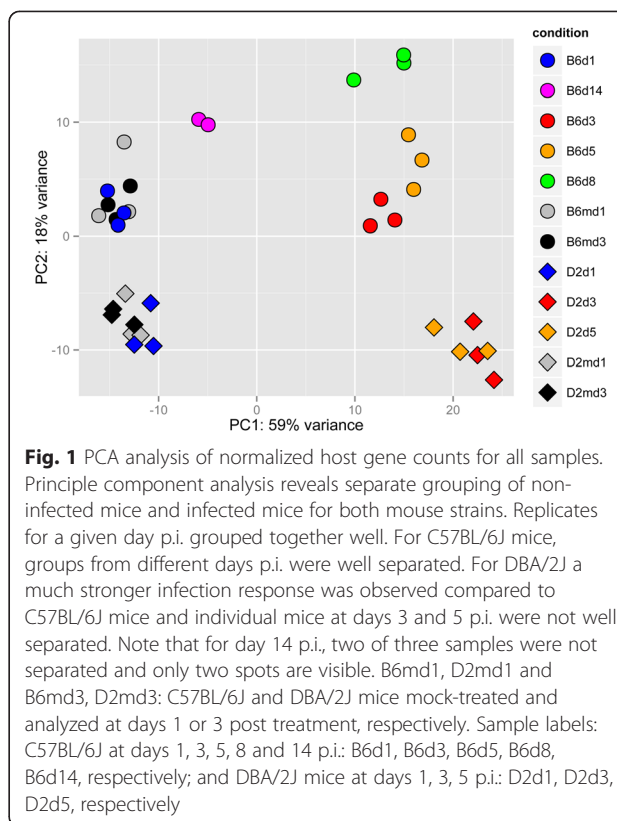 condition
B6d1
B6d14
B6d3
B6d5
B6d8
B6md1
B6md3
D2d1
D2d3
D2d5
D2md1
D2md3
PC2: 18% variance
10
0
-10
-10
0
10
20
PC1: 59% variance
Fig. 1 PCA analysis of normalized host gene counts for all samples.
Principle component analysis reveals separate grouping of non-
infected mice and infected mice for both mouse strains. Replicates
for a given day p.i. grouped together well. For C57BL/6J mice,
groups from different days p.i. were well separated. For DBA/2J a
much stronger infection response was observed compared to
C57BL/6J mice and individual mice at days 3 and 5 p.i. were not well
separated. Note that for day 14 p.i., two of three samples were not
separated and only two spots are visible. B6md1, D2md1 and
B6md3, D2md3: C57BL/6J and DBA/2J mice mock-treated and
analyzed at days 1 or 3 post treatment, respectively. Sample labels:
C57BL/6J at days 1, 3, 5, 8 and 14 p.i.: B6d1, B6d3, B6d5, B6d8,
B6d14, respectively; and DBA/2J mice at days 1, 3, 5 p.i.: D2d1, D2d3,
D2d5, respectively